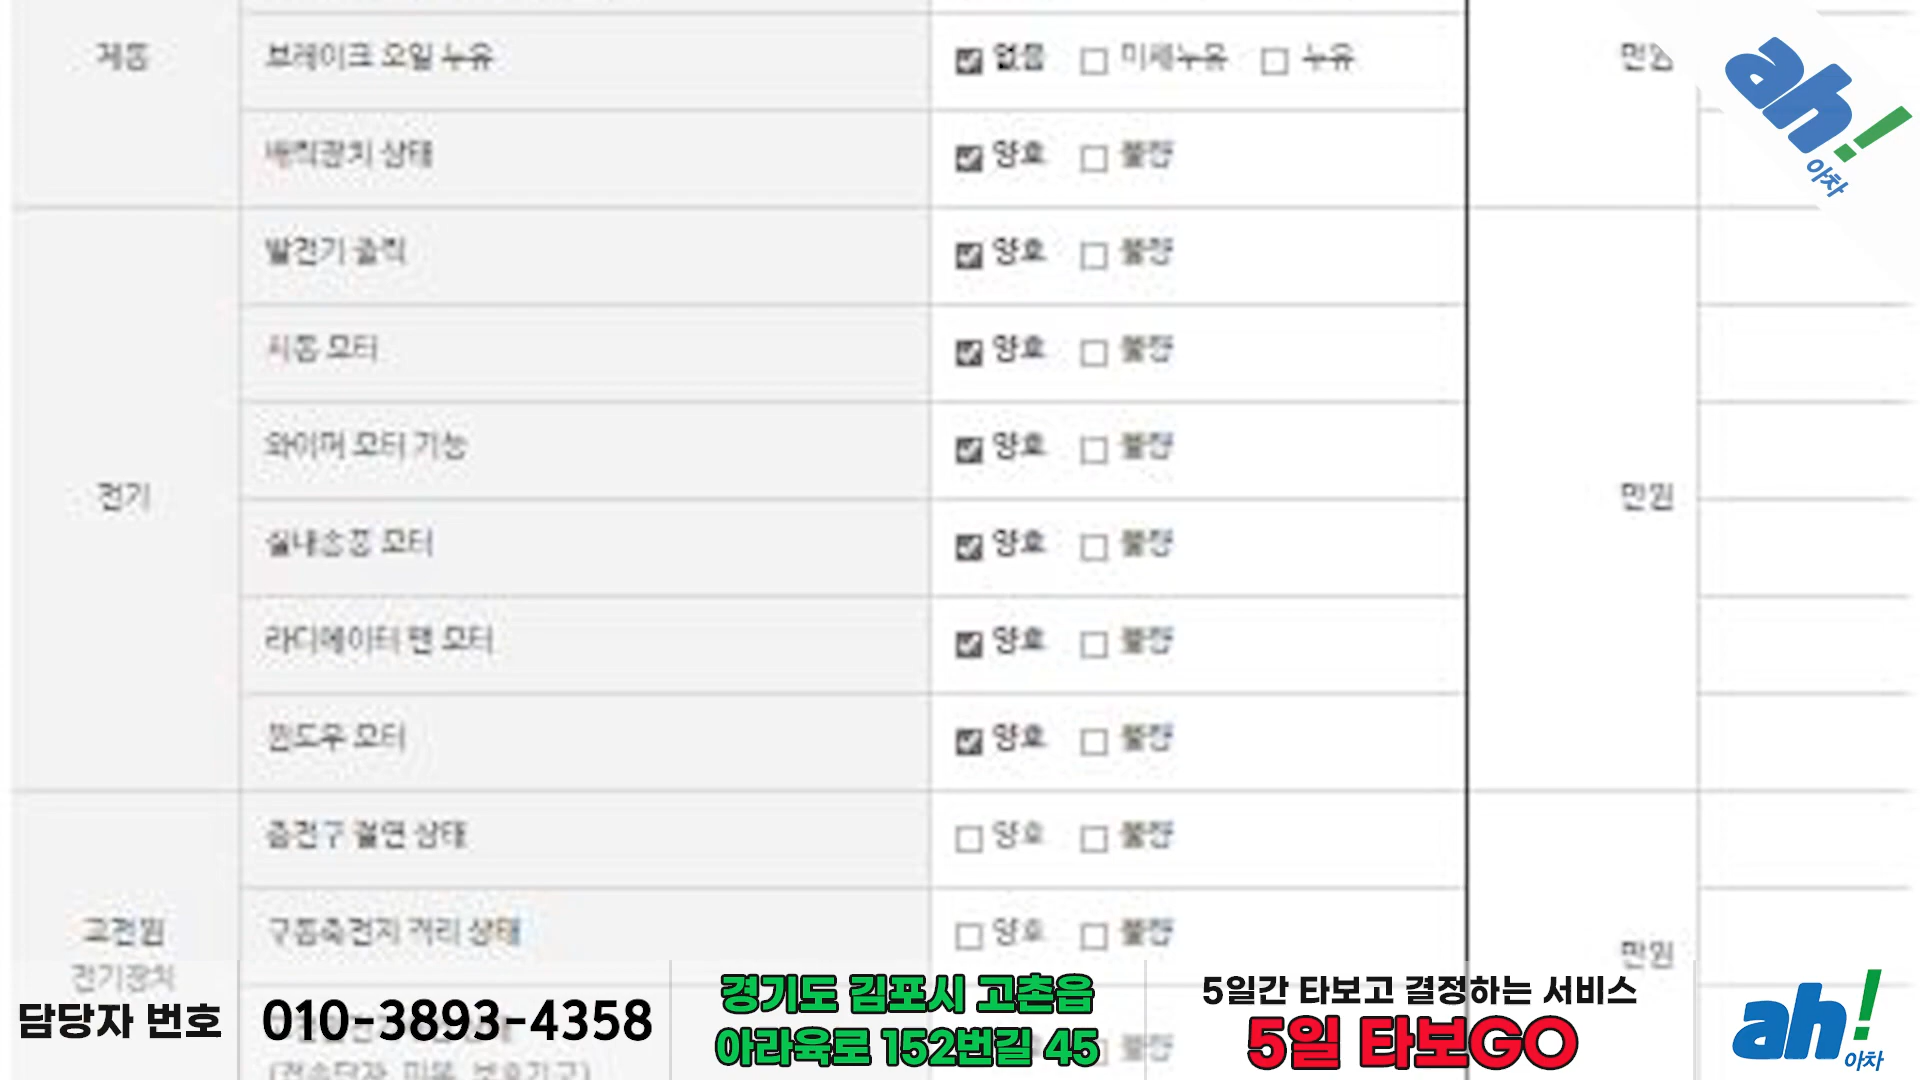 제동
브레이크 오일 누유
없음 미세누유 누유
만원
배력장치 상태
양호 불량
발전기 출력
양호 불량
시동 모터
양호 불량
와이퍼 모터 기능
양호 불량
전기
만원
실내송풍 모터
양호 불량
라디에이터 팬 모터
양호 불량
윈도우 모터
양호 불량
충전구 절연 상태
양호 불량
고전원
전기장치
구동축전지 격리 상태
양호 불량
만원
불량
ah!
아차
담당자 번호
010-3893-4358
경기도 김포시 고촌읍
아라육로 152번길 45
5일간 타보고 결정하는 서비스
5일 타보GO
ah!
아차